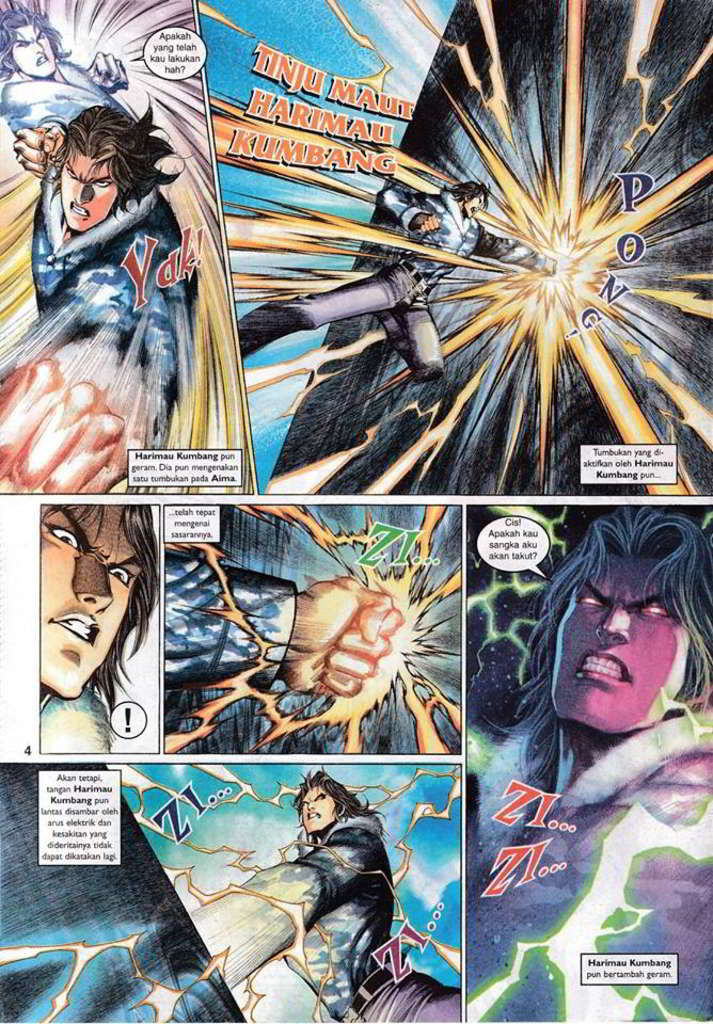 Apakah
yang telah
kau lakukan
hah?
Yak!
Harimau Kumbang pun
geram. Dia pun mengenakan
satu tumbukan pada Aima.
TINJU MAUT
HARIMAU
KUMBANG
PONG!
Tumbukan yang di-
aktifkan oleh Harimau
Kumbang pun...
!
...telah tepat
mengenai
sasarannya.
ZI...
Cis!
Apakah kau
sangka aku
akan takut?
ZI...
ZI...
Harimau Kumbang
pun bertambah geram.
4
Akan tetapi,
tangan Harimau
Kumbang pun
lantas disambar oleh
arus elektrik dan
kesakitan yang
dideritainya tidak
dapat dikatakan lagi.
ZI...
ZI...